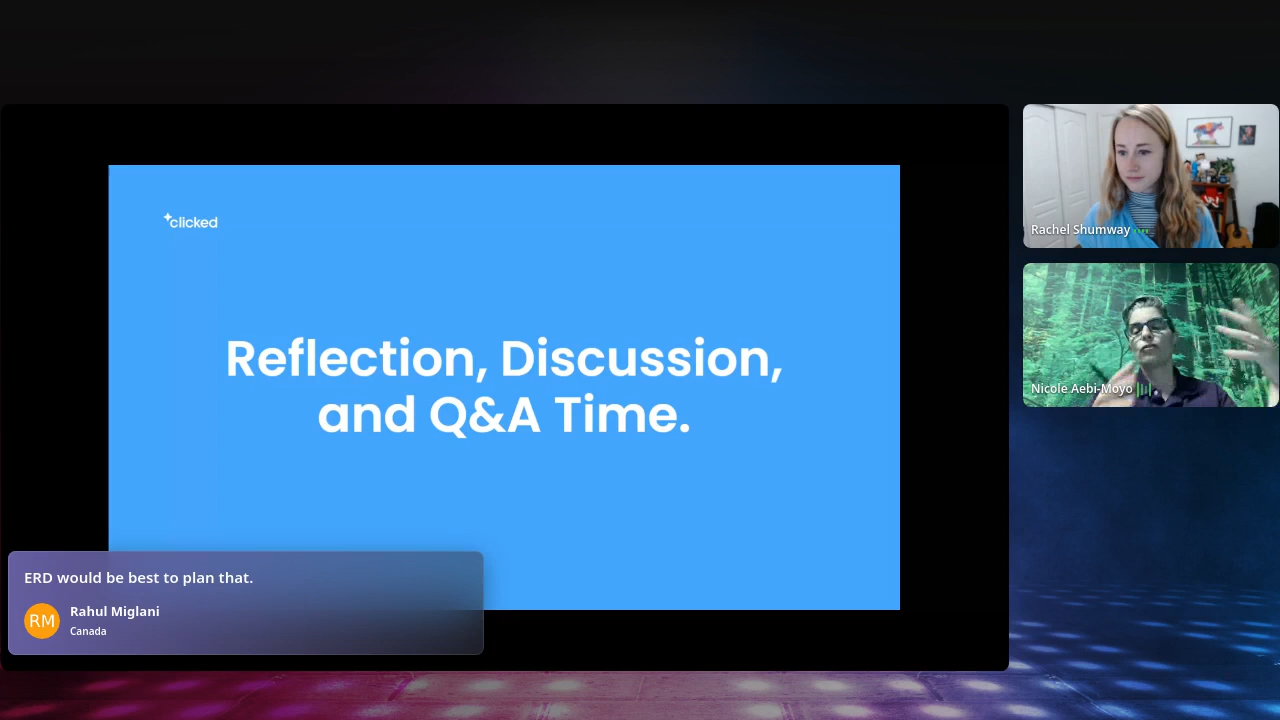 clicked
Reflection, Discussion,
and Q&A Time.
ERD would be best to plan that.
RM
Rahul Miglani
Canada
Rachel Shumway
Nicole Aebi-Moyo